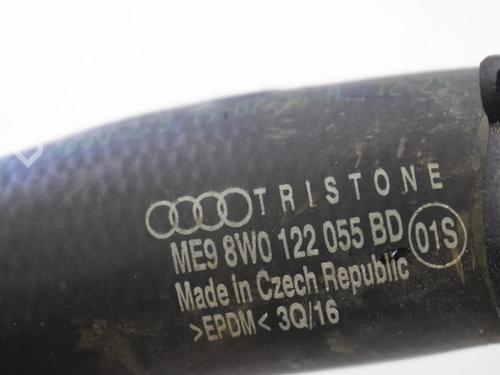 TRISTONE
ME9 8W0 122 055 BD 01S
Made in Czech Republic
>EPDM< 3Q/16